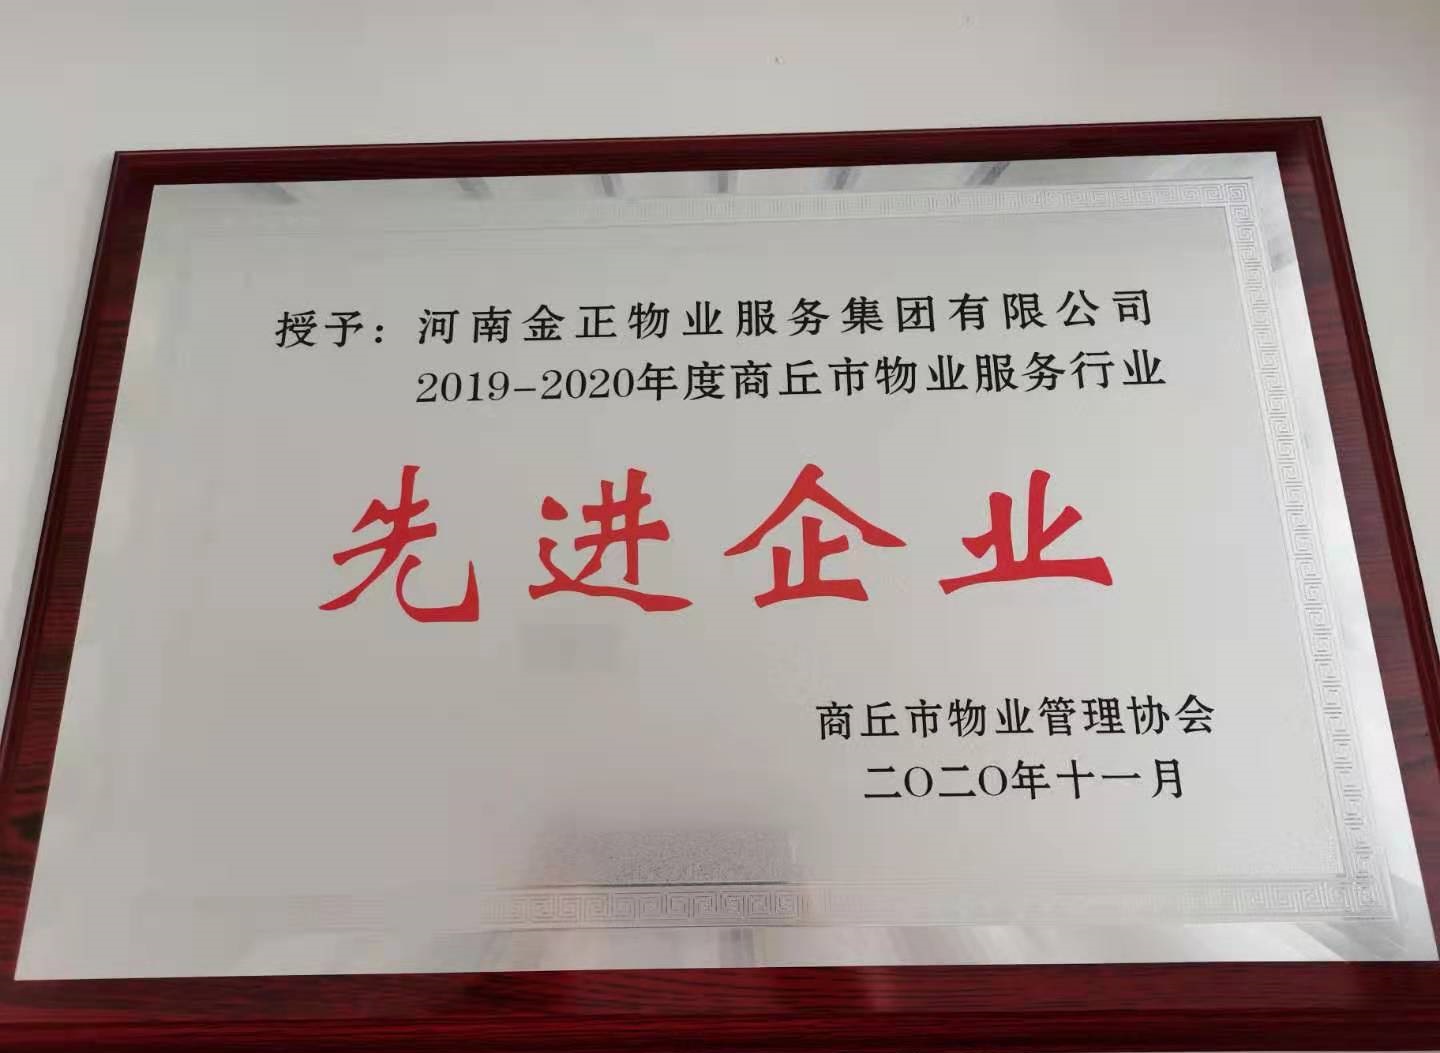 授予：河南金正物业服务集团有限公司
2019-2020年度商丘市物业服务行业
先进企业
商丘市物业管理协会
二〇二〇年十一月